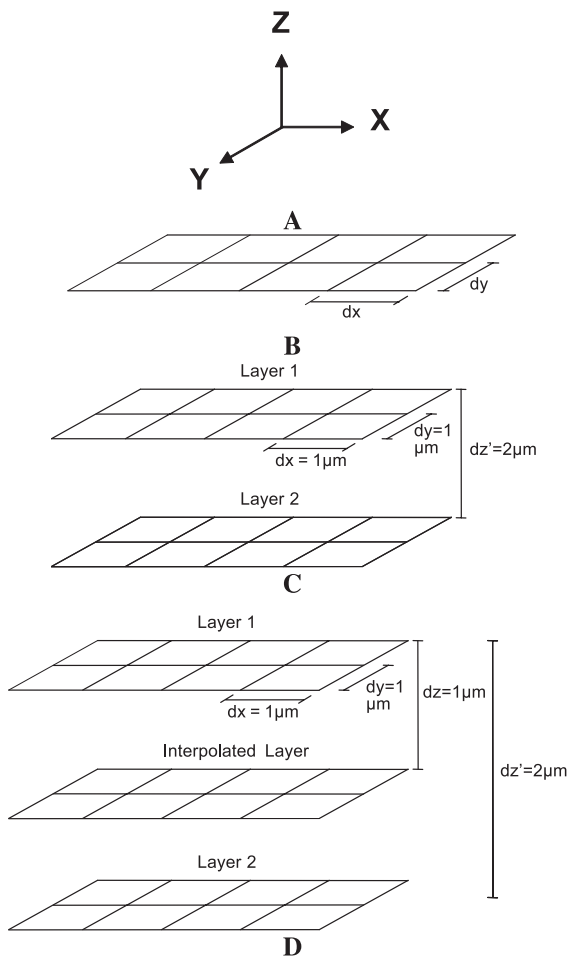 Z
X
Y
A
dx
dy
B
Layer 1
dx = 1µm
dy=1
µm
dz'=2µm
Layer 2
C
Layer 1
dx = 1µm
dy=1
µm
dz=1µm
Interpolated Layer
dz'=2µm
Layer 2
D